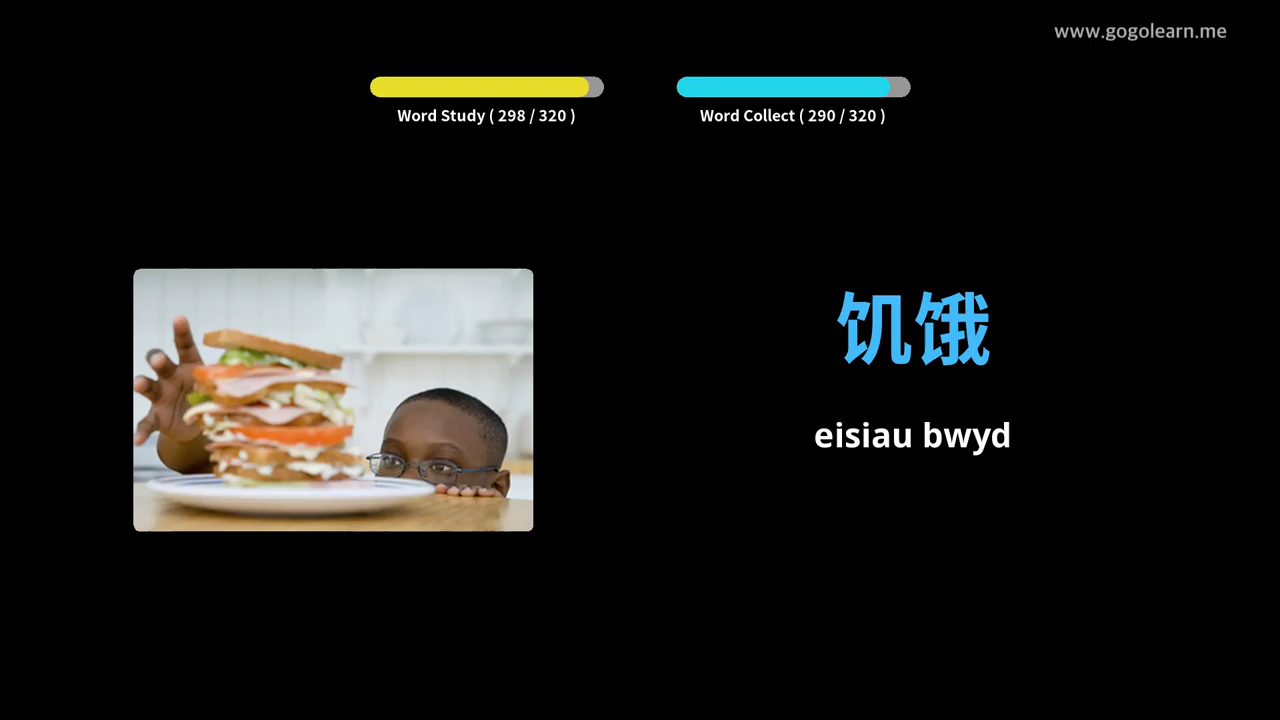 www.gogolearn.me
Word Study ( 298 / 320 )
Word Collect ( 290 / 320 )
饥饿
eisiau bwyd